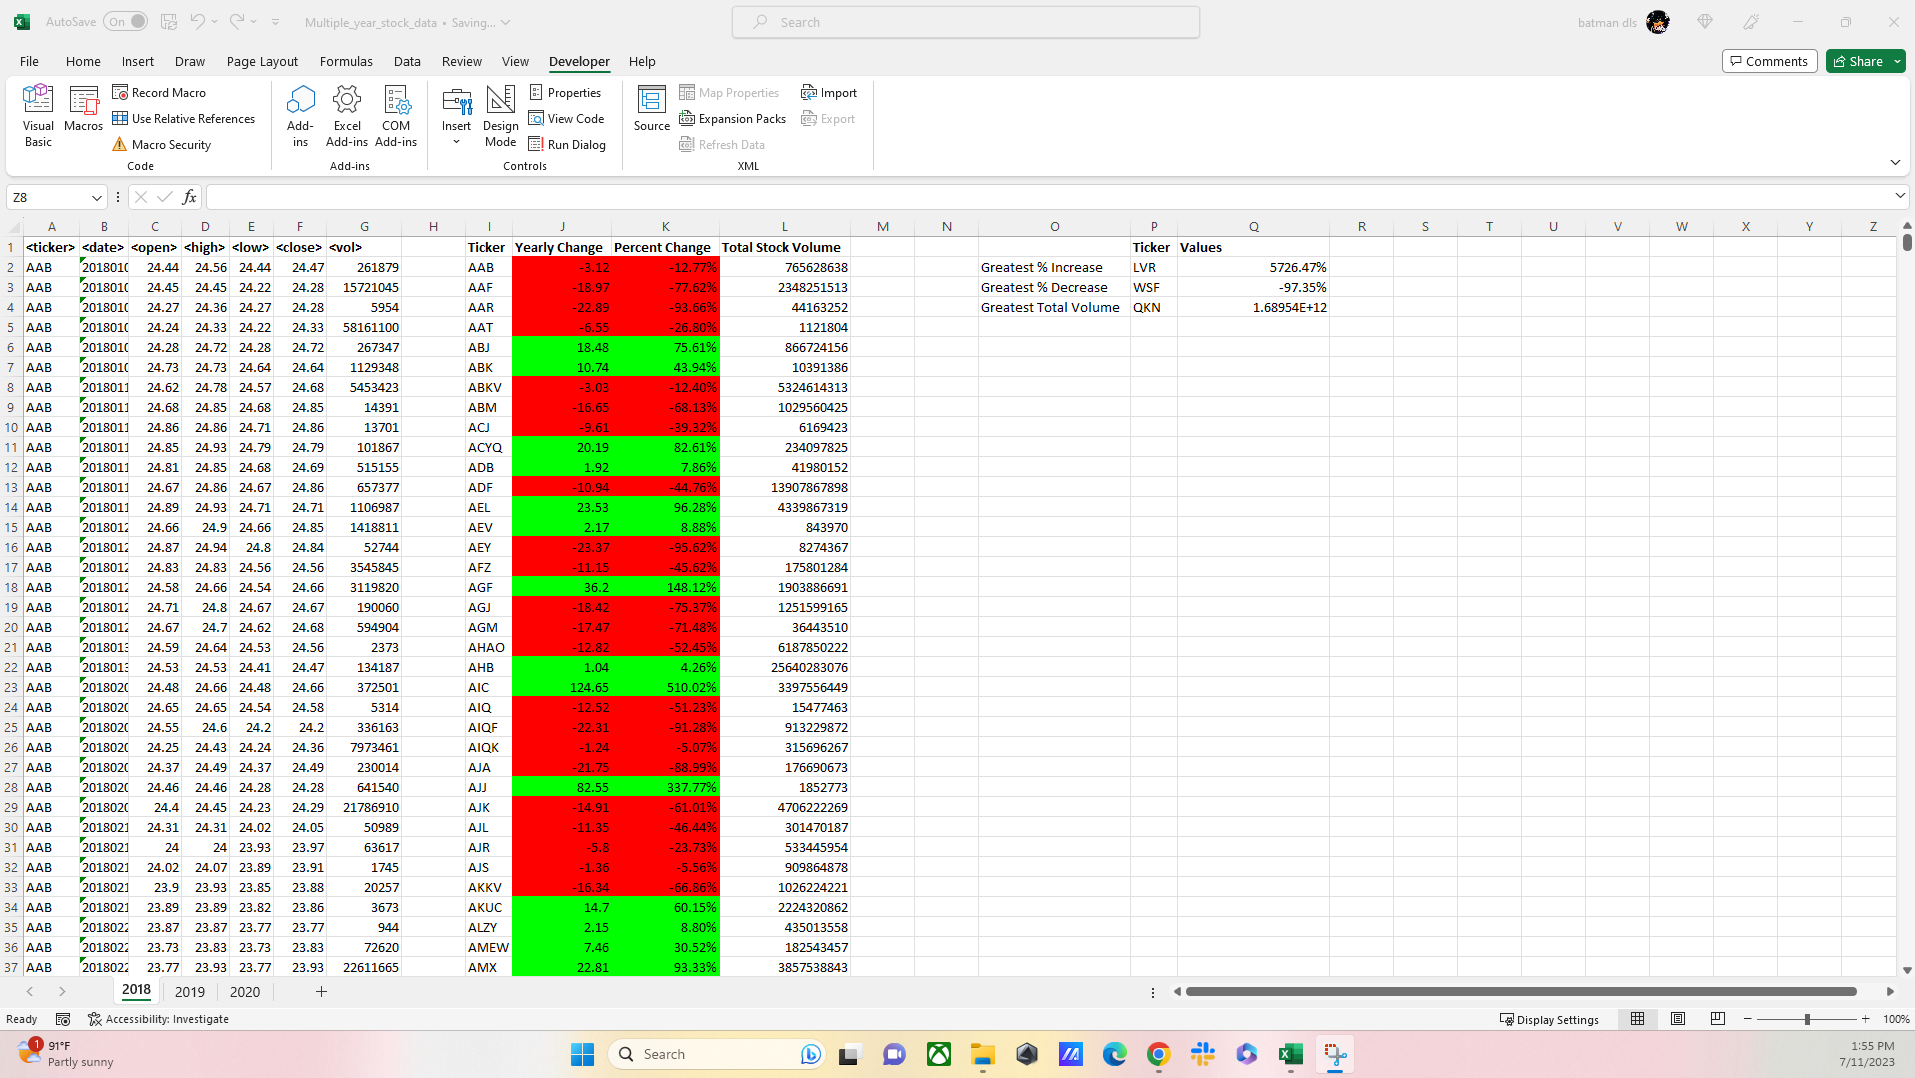 AutoSave On Multiple_year_stock_data • Saving... Search batman dls
File Home Insert Draw Page Layout Formulas Data Review View Developer Help Comments Share
Visual Basic Macros Record Macro Use Relative References Macro Security Code
Add-ins Excel Add-ins COM Add-ins Add-ins
Insert Design Mode Properties View Code Run Dialog Controls
Source Map Properties Expansion Packs Refresh Data Import Export XML
Z8 fx
A B C D E F G H I J K L M N O P Q R S T U V W X Y Z
1 <ticker> <date> <open> <high> <low> <close> <vol> Ticker Yearly Change Percent Change Total Stock Volume Ticker Values
2 AAB 2018010 24.44 24.56 24.44 24.47 261879 AAB -3.12 -12.77% 765628638 Greatest % Increase LVR 5726.47%
3 AAB 2018010 24.45 24.45 24.22 24.28 15721045 AAF -18.97 -77.62% 2348251513 Greatest % Decrease WSF -97.35%
4 AAB 2018010 24.27 24.36 24.27 24.28 5954 AAR -22.89 -93.66% 44163252 Greatest Total Volume QKN 1.68954E+12
5 AAB 2018010 24.24 24.33 24.22 24.33 58161100 AAT -6.55 -26.80% 1121804
6 AAB 2018010 24.28 24.72 24.28 24.72 267347 ABJ 18.48 75.61% 866724156
7 AAB 2018010 24.73 24.73 24.64 24.64 1129348 ABK 10.74 43.94% 10391386
8 AAB 2018011 24.62 24.78 24.57 24.68 5453423 ABKV -3.03 -12.40% 5324614313
9 AAB 2018011 24.68 24.85 24.68 24.85 14391 ABM -16.65 -68.13% 1029560425
10 AAB 2018011 24.86 24.86 24.71 24.86 13701 ACJ -9.61 -39.32% 6169423
11 AAB 2018011 24.85 24.93 24.79 24.79 101867 ACYQ 20.19 82.61% 234097825
12 AAB 2018011 24.81 24.85 24.68 24.69 515155 ADB 1.92 7.86% 41980152
13 AAB 2018011 24.67 24.86 24.67 24.86 657377 ADF -10.94 -44.76% 13907867898
14 AAB 2018011 24.89 24.93 24.71 24.71 1106987 AEL 23.53 96.28% 4339867319
15 AAB 2018012 24.66 24.9 24.66 24.85 1418811 AEV 2.17 8.88% 843970
16 AAB 2018012 24.87 24.94 24.8 24.84 52744 AEY -23.37 -95.62% 8274367
17 AAB 2018012 24.83 24.83 24.56 24.56 3545845 AFZ -11.15 -45.62% 175801284
18 AAB 2018012 24.58 24.66 24.54 24.66 3119820 AGF 36.2 148.12% 1903886691
19 AAB 2018012 24.71 24.8 24.67 24.67 190060 AGJ -18.42 -75.37% 1251599165
20 AAB 2018012 24.67 24.7 24.62 24.68 594904 AGM -17.47 -71.48% 36443510
21 AAB 2018013 24.59 24.64 24.53 24.56 2373 AHAO -12.82 -52.45% 6187850222
22 AAB 2018013 24.53 24.53 24.41 24.47 134187 AHB 1.04 4.26% 25640283076
23 AAB 2018020 24.48 24.66 24.48 24.66 372501 AIC 124.65 510.02% 3397556449
24 AAB 2018020 24.65 24.65 24.54 24.58 5314 AIQ -12.52 -51.23% 15477463
25 AAB 2018020 24.55 24.6 24.2 24.2 336163 AIQF -22.31 -91.28% 913229872
26 AAB 2018020 24.25 24.43 24.24 24.36 7973461 AIQK -1.24 -5.07% 315696267
27 AAB 2018020 24.37 24.49 24.37 24.49 230014 AJA -21.75 -88.99% 176690673
28 AAB 2018020 24.46 24.46 24.28 24.28 641540 AJJ 82.55 337.77% 1852773
29 AAB 2018020 24.4 24.45 24.23 24.29 21786910 AJK -14.91 -61.01% 4706222269
30 AAB 2018021 24.31 24.31 24.02 24.05 50989 AJL -11.35 -46.44% 301470187
31 AAB 2018021 24 24 23.93 23.97 63617 AJR -5.8 -23.73% 533445954
32 AAB 2018021 24.02 24.07 23.89 23.91 1745 AJS -1.36 -5.56% 909864878
33 AAB 2018021 23.9 23.93 23.85 23.88 20257 AKKV -16.34 -66.86% 1026224221
34 AAB 2018021 23.89 23.89 23.82 23.86 3673 AKUC 14.7 60.15% 2224320862
35 AAB 2018022 23.87 23.87 23.77 23.77 944 ALZY 2.15 8.80% 435013558
36 AAB 2018022 23.73 23.83 23.73 23.83 72620 AMEW 7.46 30.52% 182543457
37 AAB 2018022 23.77 23.93 23.77 23.93 22611665 AMX 22.81 93.33% 3857538843
2018 2019 2020
Ready Accessibility: Investigate Display Settings 100%
1 91°F Partly sunny Search 1:55 PM
7/11/2023